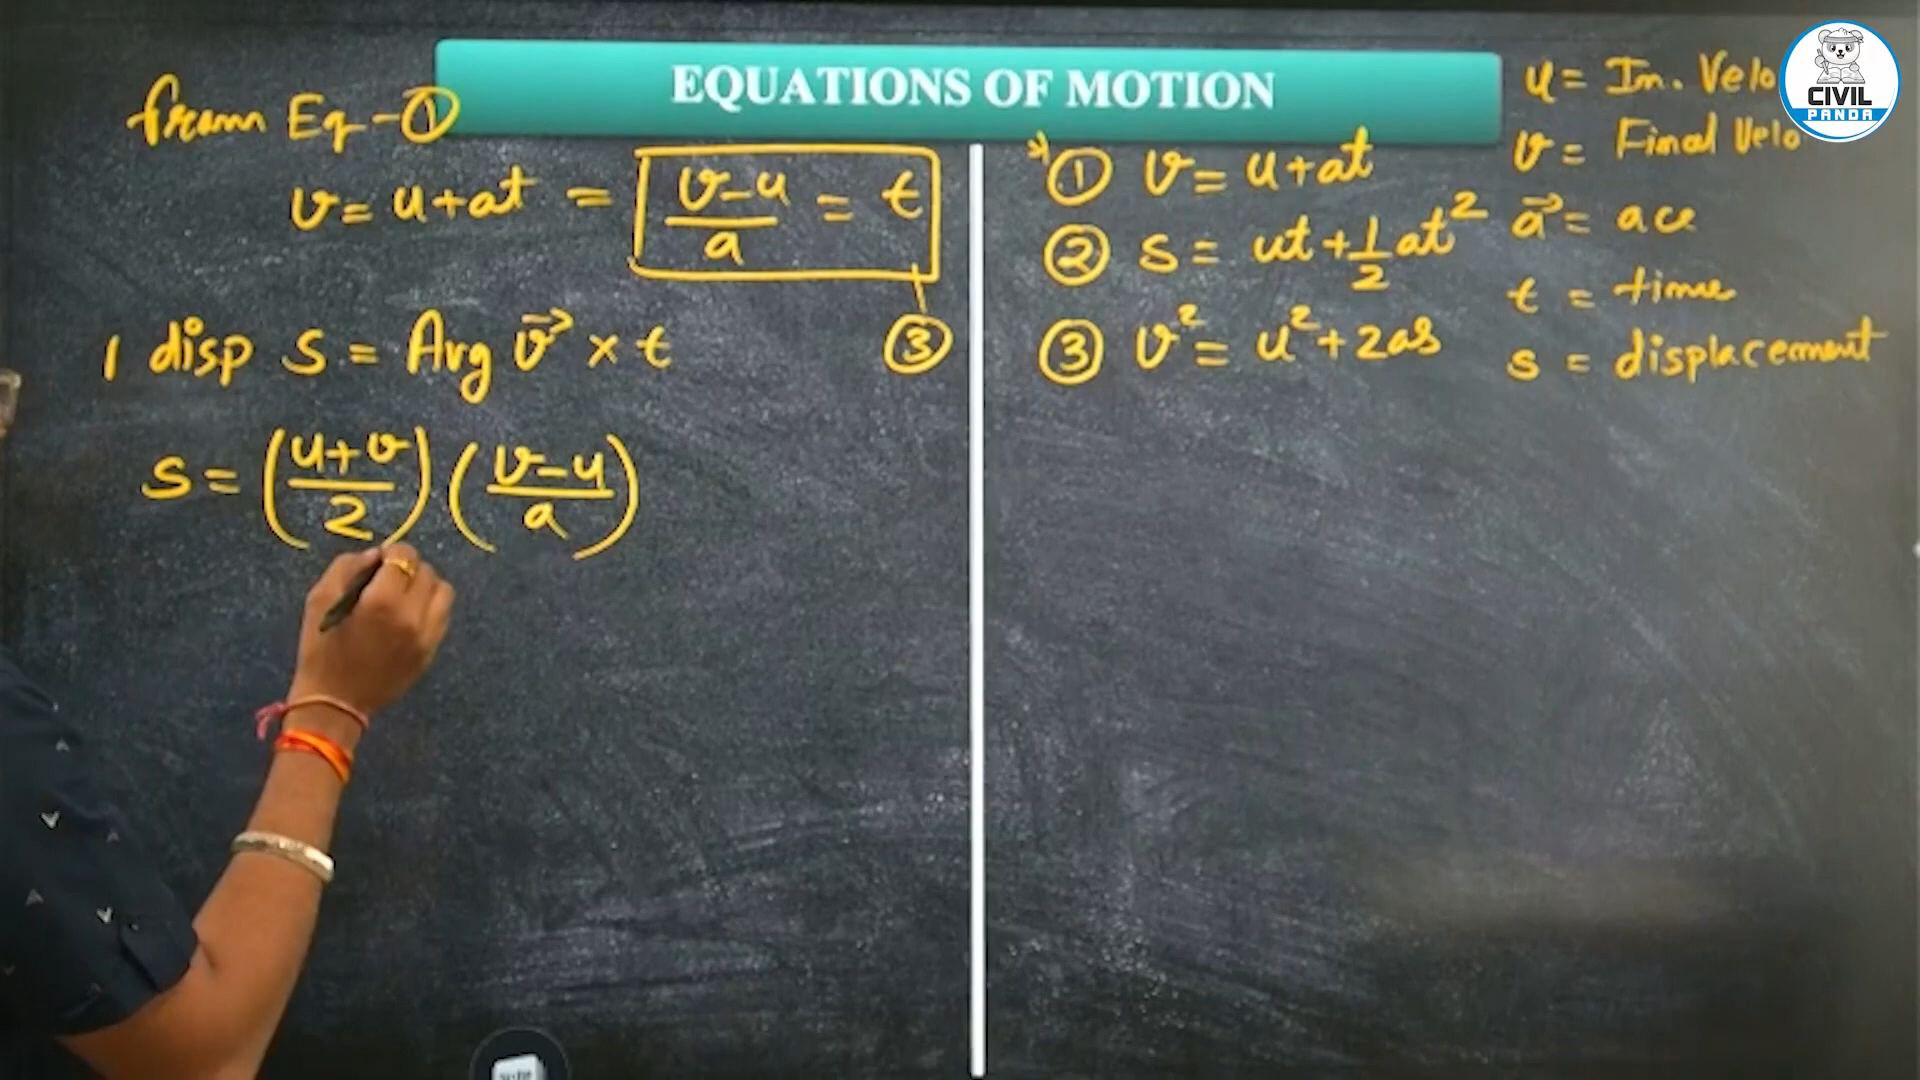 EQUATIONS OF MOTION
CIVIL
PANDA
from Eq-①
v = u+at = v-u/a = t
③
1 disp s = Avg v⃗ × t
s = (u+v/2) (v-u/a)
① v = u+at
② s = ut+1/2at²
③ v² = u²+2as
u = In. Velo
v = Final Velo
a⃗ = acc
t = time
s = displacement